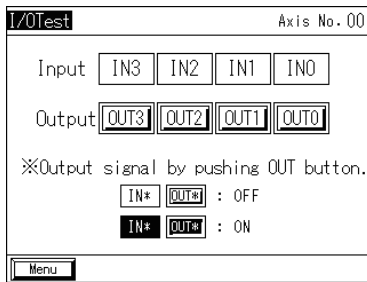 I/OTest Axis No.00
Input IN3 IN2 IN1 IN0
Output OUT3 OUT2 OUT1 OUT0
※Output signal by pushing OUT button.
IN* OUT* : OFF
IN* OUT* : ON
Menu